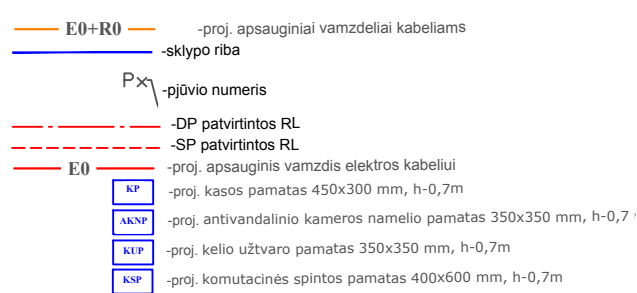 E0+R0 -proj. apsauginiai vamzdeliai kabeliams
-sklypo riba
Px -pjūvio numeris
-DP patvirtintos RL
-SP patvirtintos RL
E0 -proj. apsauginis vamzdis elektros kabeliui
KP -proj. kasos pamatas 450x300 mm, h-0,7m
AKNP -proj. antivandalinio kameros namelio pamatas 350x350 mm, h-0,7
KUP -proj. kelio užtvaro pamatas 350x350 mm, h-0,7m
KSP -proj. komutacinės spintos pamatas 400x600 mm, h-0,7m